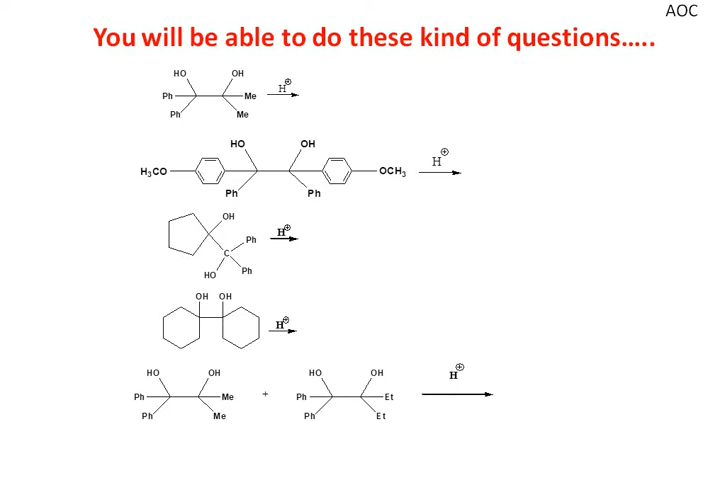 AOC
You will be able to do these kind of questions.....
HO OH
Ph Me H⊕
Ph Me
HO OH H⊕
H₃CO OCH₃
Ph Ph
OH
Ph H⊕
C
HO Ph
OH OH
H⊕
HO OH HO OH H⊕
Ph Me + Ph Et
Ph Me Ph Et